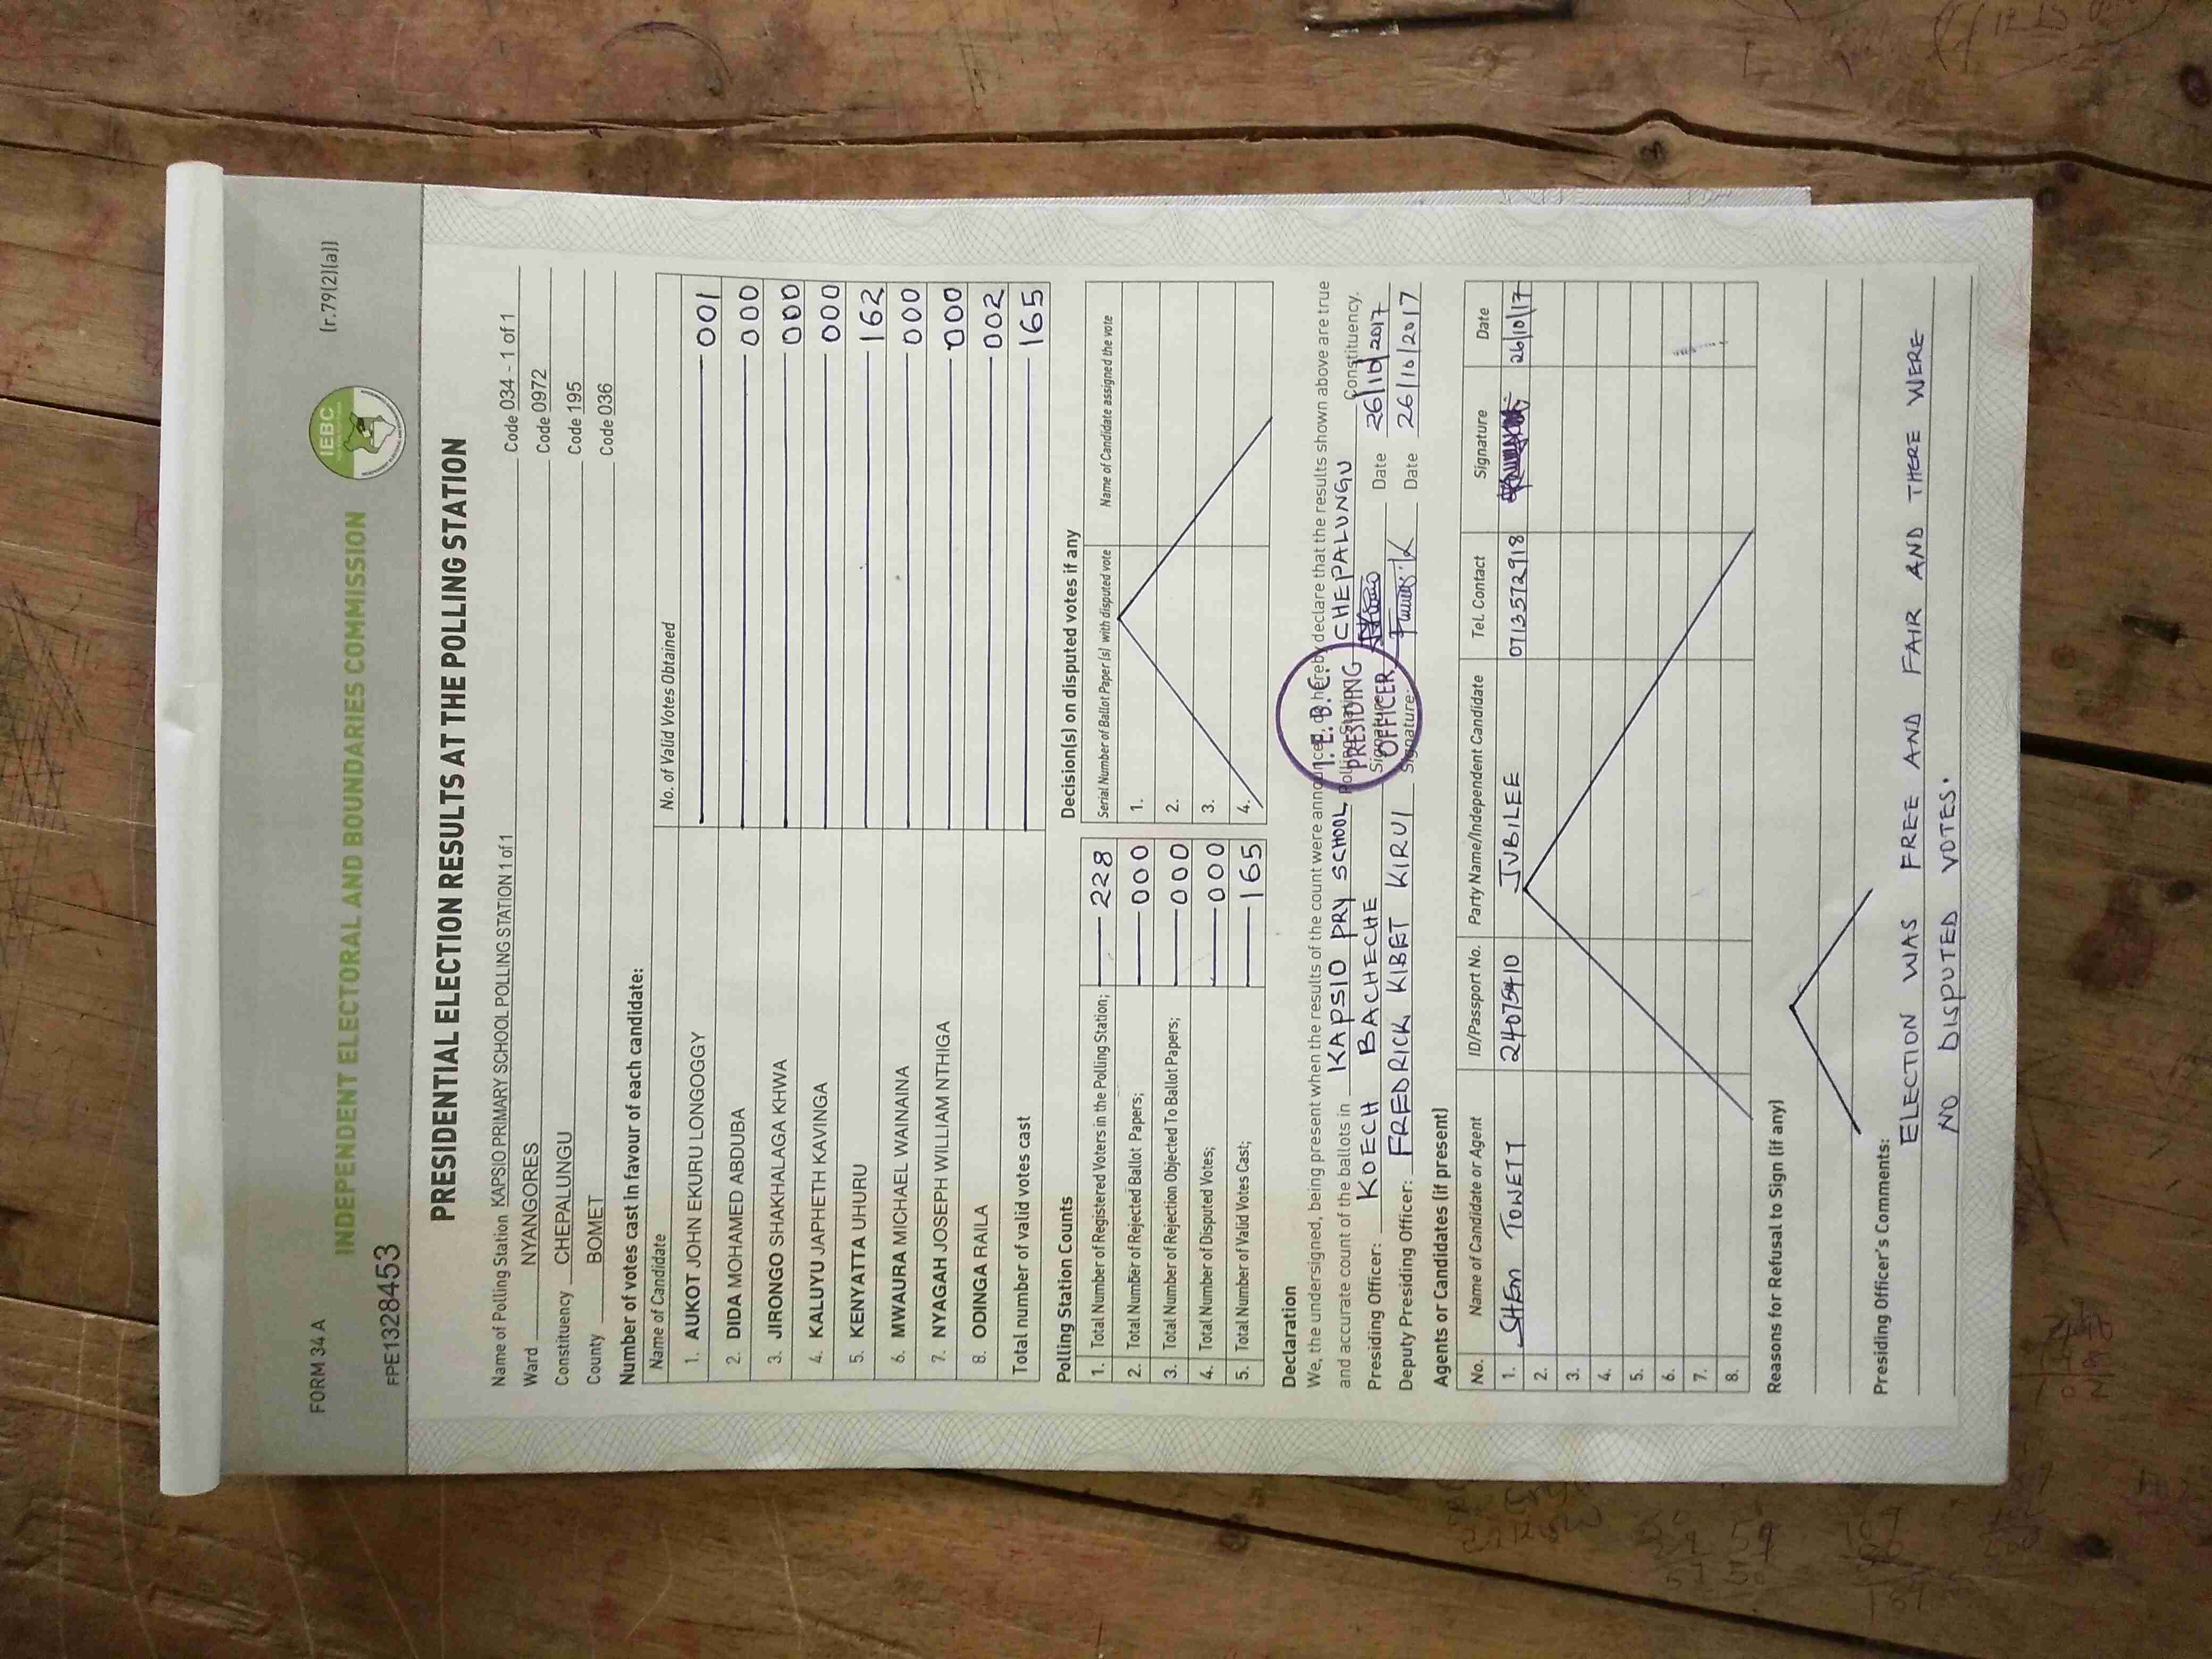 FORM 34 A
[r.79(2)(a)]
IEBC
INDEPENDENT ELECTORAL AND BOUNDARIES COMMISSION
FPE1328453
PRESIDENTIAL ELECTION RESULTS AT THE POLLING STATION
Name of Polling Station KAPSIO PRIMARY SCHOOL POLLING STATION 1 of 1 Code 034 - 1 of 1
Ward NYANGORES Code 0972
Constituency CHEPALUNGU Code 195
County BOMET Code 036
Number of votes cast in favour of each candidate:
Name of Candidate No. of Valid Votes Obtained
1. AUKOT JOHN EKURU LONGOGGY 001
2. DIDA MOHAMED ABDUBA 000
3. JIRONGO SHAKHALAGA KHWA 000
4. KALUYU JAPHETH KAVINGA 000
5. KENYATTA UHURU 162
6. MWAURA MICHAEL WAINAINA 000
7. NYAGAH JOSEPH WILLIAM NTHIGA 000
8. ODINGA RAILA 002
Total number of valid votes cast 165
Polling Station Counts
1. Total Number of Registered Voters in the Polling Station; 228
2. Total Number of Rejected Ballot Papers; 000
3. Total Number of Rejection Objected To Ballot Papers; 000
4. Total Number of Disputed Votes; 000
5. Total Number of Valid Votes Cast; 165
Decision(s) on disputed votes if any
Serial Number of Ballot Paper (s) with disputed vote Name of Candidate assigned the vote
1.
2.
3.
4.
Declaration
We, the undersigned, being present when the results of the count were announced do hereby declare that the results shown above are true
and accurate count of the ballots in KAPSIO PRY SCHOOL Polling Station CHEPALUNGU Constituency.
Presiding Officer: KOECH BACHECHE Signature: Date 26/10/2017
Deputy Presiding Officer: FREDRICK KIBET KIRUI Signature: Date 26/10/2017
I.E.B.C.
PRESIDING
OFFICER
Agents or Candidates (if present)
No. Name of Candidate or Agent ID/Passport No. Party Name/Independent Candidate Tel. Contact Signature Date
1. TOWETT JUBILEE 0713572918 26/10/17
2.
3.
4.
5.
6.
7.
8.
Reasons for Refusal to Sign (if any)
Presiding Officer's Comments:
ELECTION WAS FREE AND FAIR AND THERE WERE
NO DISPUTED VOTES.